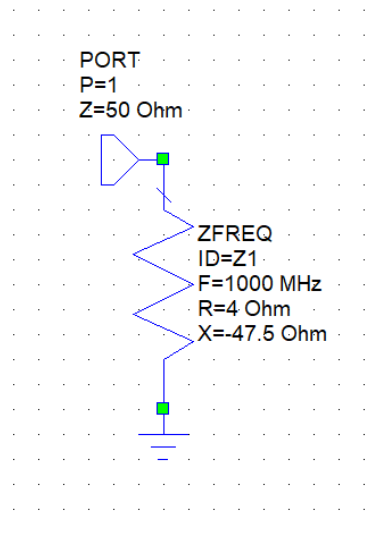 PORT
P=1
Z=50 Ohm
ZFREQ
ID=Z1
F=1000 MHz
R=4 Ohm
X=-47.5 Ohm